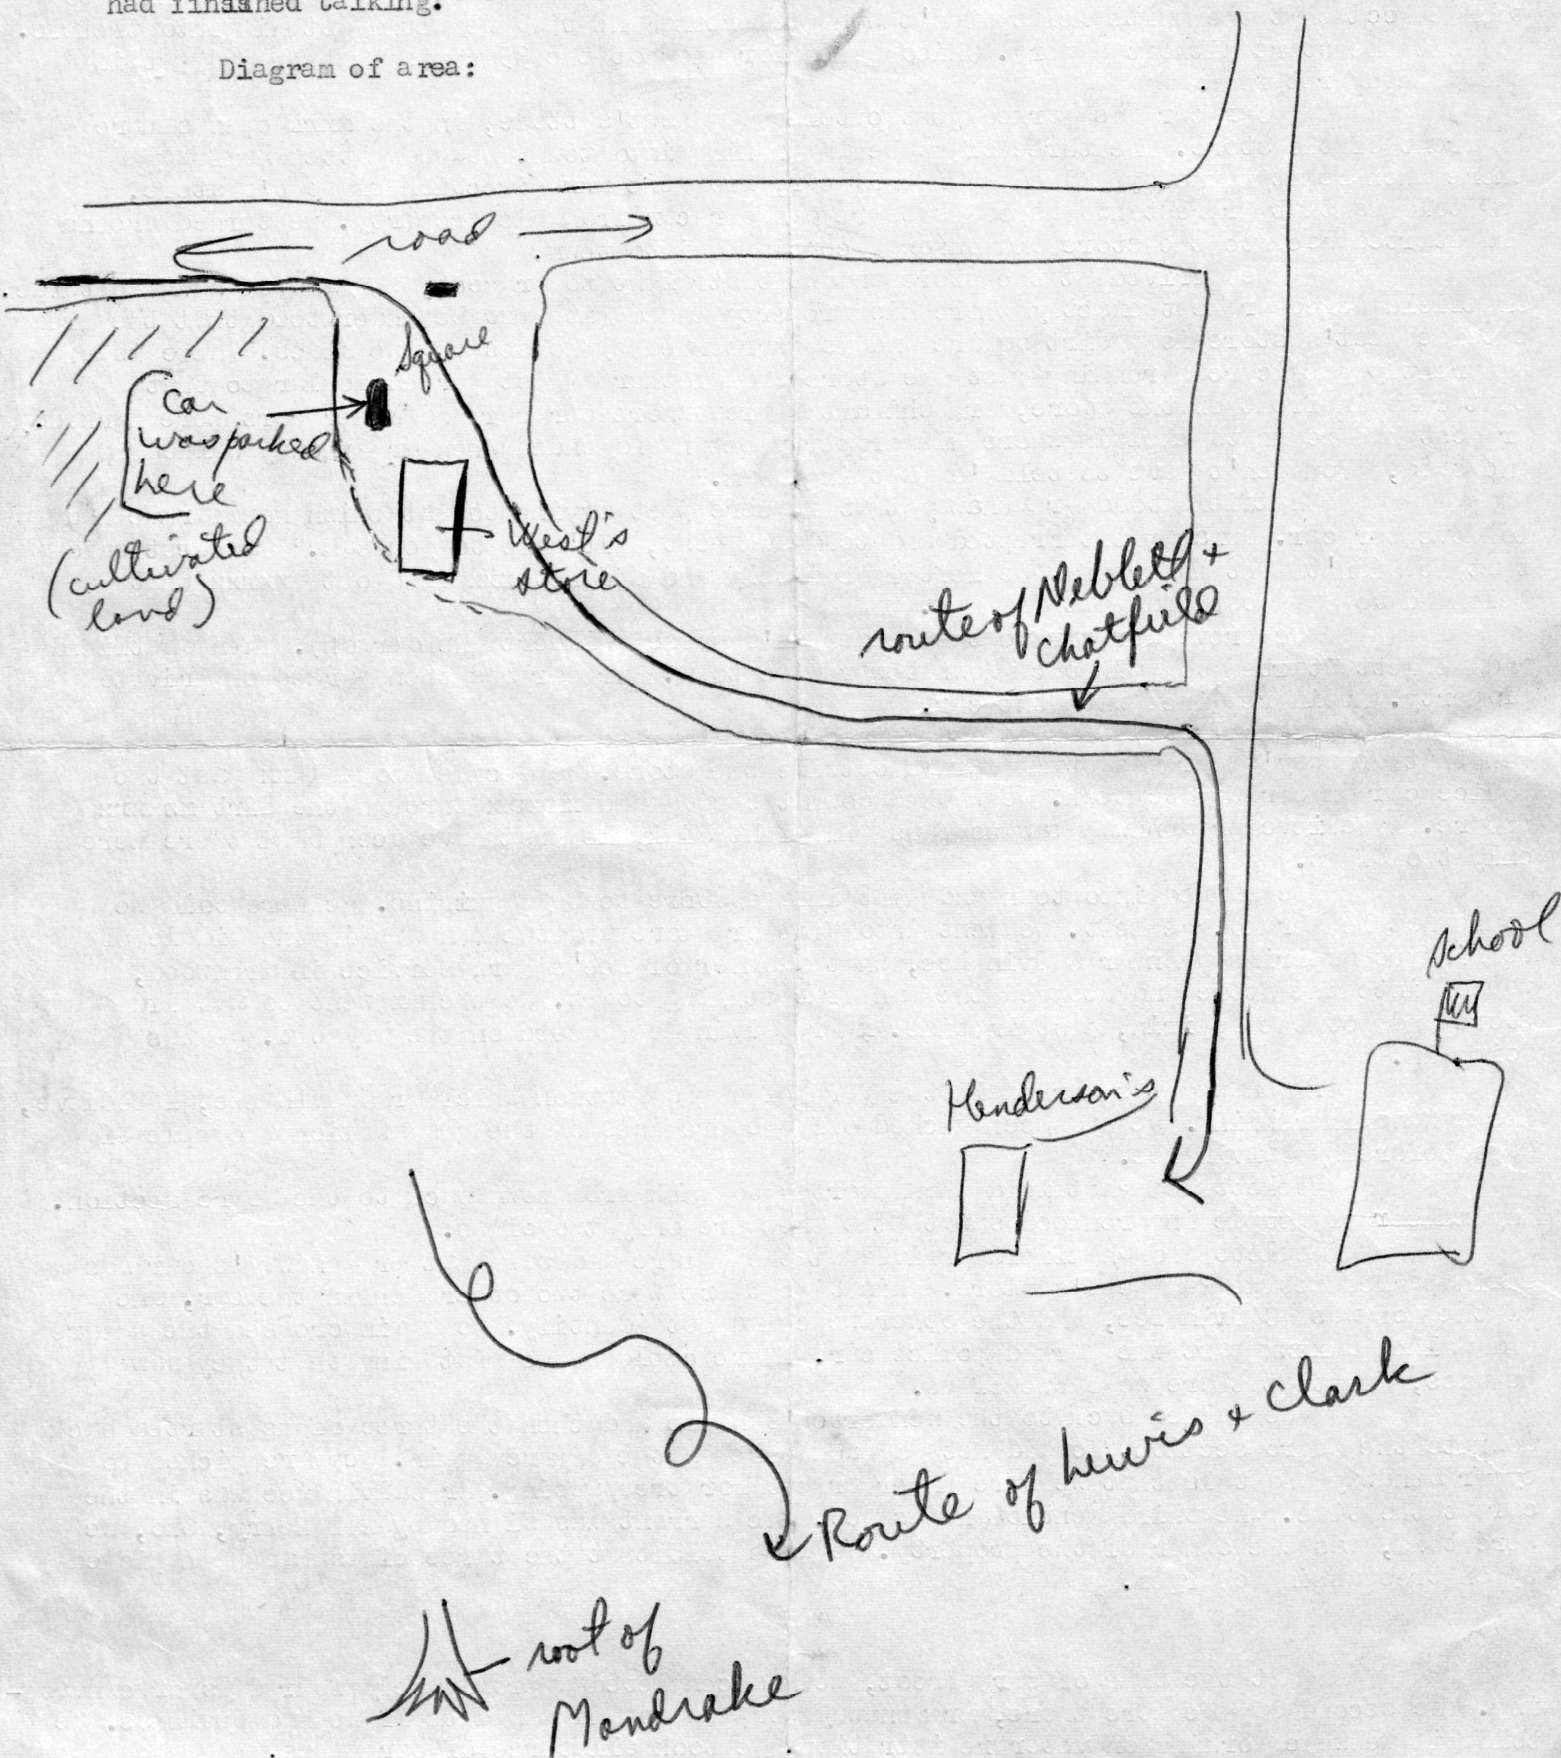 had finished talking.
Diagram of area:
road
Square
Car
was parked
here
(cultivated
land)
West's
store
route of Neblett +
Chatfield
School
Henderson's
Route of Lewis + Clark
root of
Mandrake